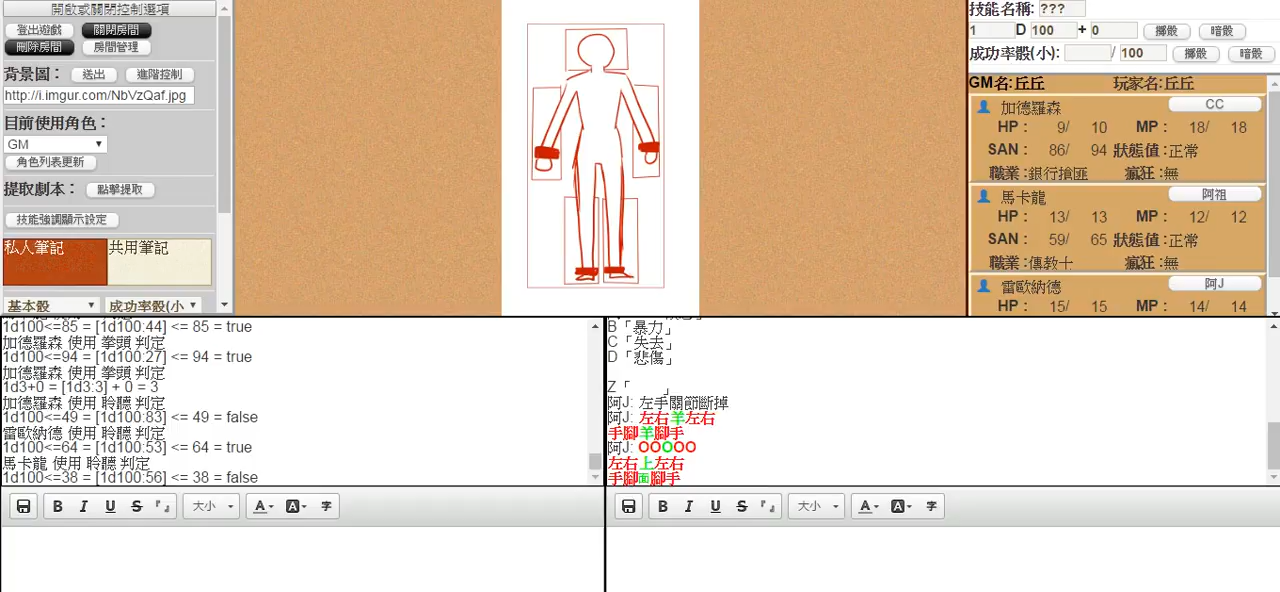 開啟或關閉控制選項
登出遊戲 關閉房間
刪除房間 房間管理
背景圖： 送出 進階控制
http://i.imgur.com/NbVzQaf.jpg
目前使用角色：
GM
角色列表更新
提取劇本： 點擊提取
技能強調顯示設定
私人筆記 共用筆記
基本骰 成功率骰(小
技能名稱: ???
1 D 100 + 0 擲骰 暗骰
成功率骰(小): / 100 擲骰 暗骰
GM名:丘丘 玩家名:丘丘
加德羅森 CC
HP： 9/ 10 MP： 18/ 18
SAN： 86/ 94 狀態值:正常
職業:銀行搶匪 瘋狂:無
馬卡龍 阿祖
HP： 13/ 13 MP： 12/ 12
SAN： 59/ 65 狀態值:正常
職業:傳教士 瘋狂:無
雷歐納德 阿J
HP： 15/ 15 MP： 14/ 14
1d100<=85 = [1d100:44] <= 85 = true
加德羅森 使用 拳頭 判定
1d100<=94 = [1d100:27] <= 94 = true
加德羅森 使用 拳頭 判定
1d3+0 = [1d3:3] + 0 = 3
加德羅森 使用 聆聽 判定
1d100<=49 = [1d100:83] <= 49 = false
雷歐納德 使用 聆聽 判定
1d100<=64 = [1d100:53] <= 64 = true
馬卡龍 使用 聆聽 判定
1d100<=38 = [1d100:56] <= 38 = false
B「暴力」
C「失去」
D「悲傷」
Z「 」
阿J: 左手關節斷掉
阿J: 左右羊左右
手腳羊腳手
阿J: OOOOO
左右上左右
手腳面腳手
B I U S 『』 大小 A A 字
B I U S 『』 大小 A A 字